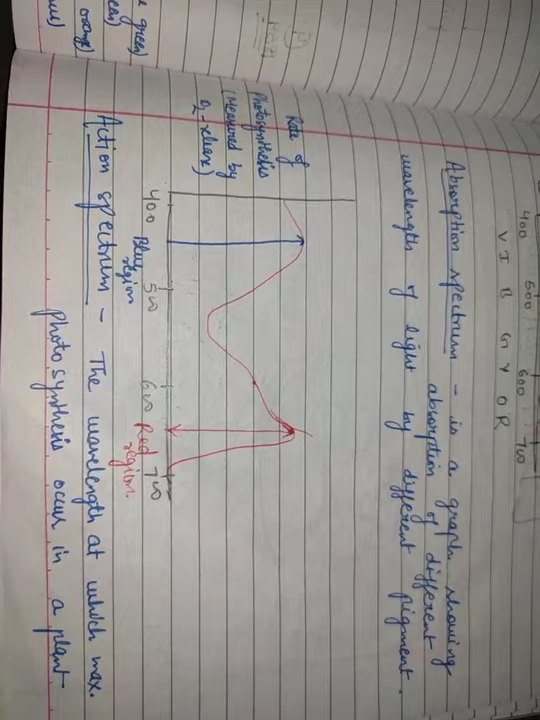 400 500 600 700
V I B G Y O R
Absorption spectrum - is a graph showing
absorption of different
wavelength of light by different pigment.
Rate of
Photosynthesis
(Measured by
O2-release)
400 500 600 700
Blue region
Red region.
Action spectrum - The wavelength at which max.
photosynthesis occur in a plant
green)
orange)